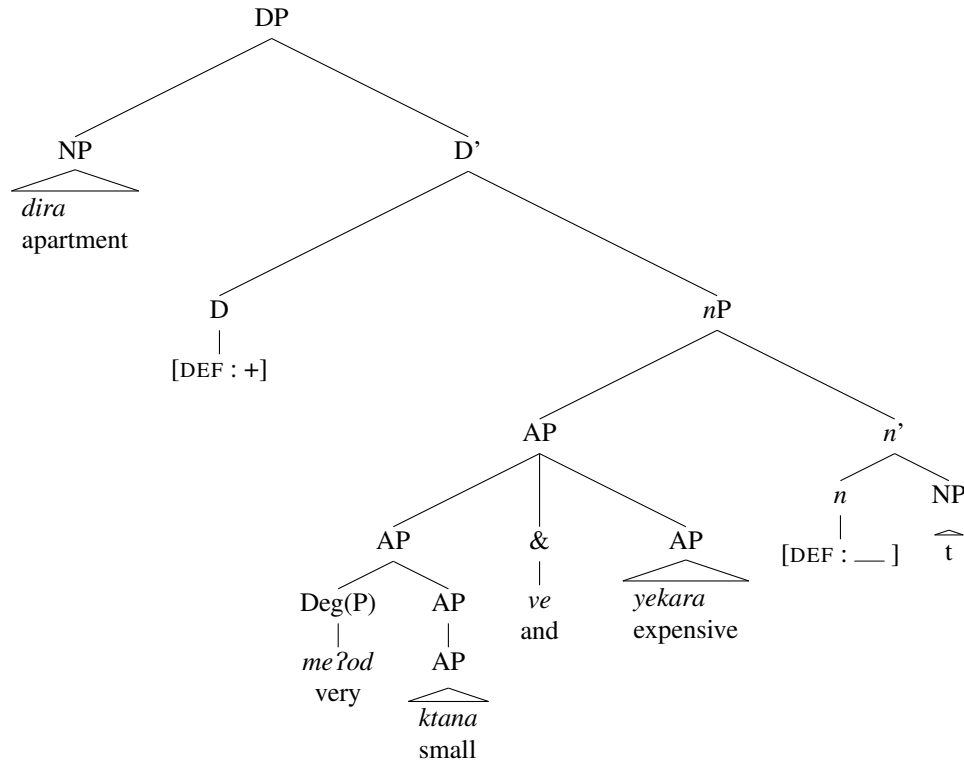 DP
NP D’
dira
apartment
D nP
[DEF : +]
AP n’
n NP
AP & AP [DEF : __ ] t
Deg(P) AP ve yekara
and expensive
meʔod AP
very
ktana
small